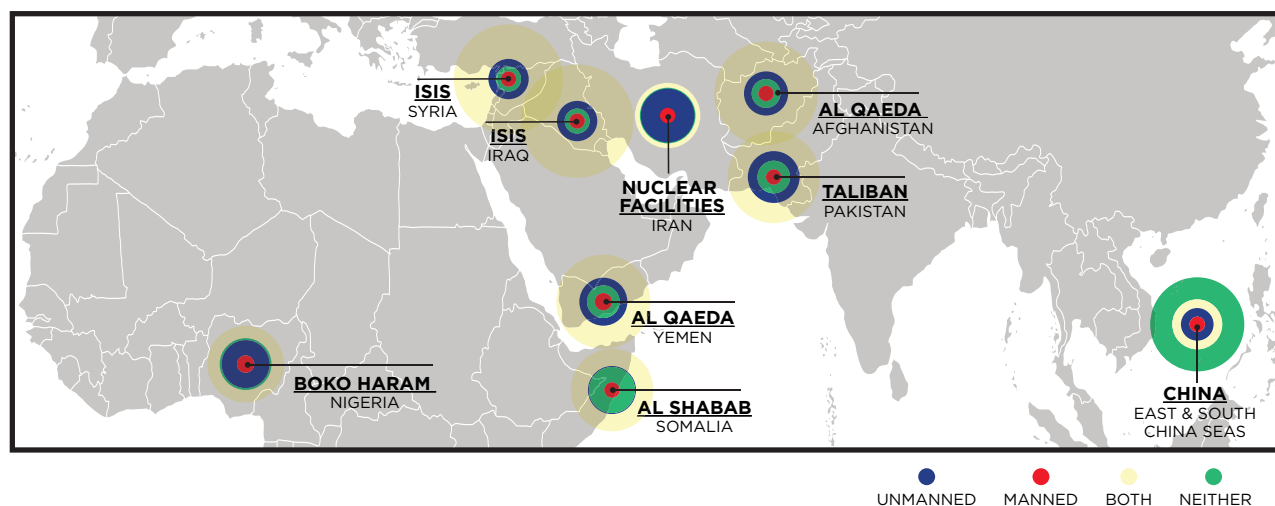 ISIS
SYRIA
ISIS
IRAQ
NUCLEAR
FACILITIES
IRAN
AL QAEDA
AFGHANISTAN
TALIBAN
PAKISTAN
AL QAEDA
YEMEN
BOKO HARAM
NIGERIA
AL SHABAB
SOMALIA
CHINA
EAST & SOUTH
CHINA SEAS
UNMANNED MANNED BOTH NEITHER